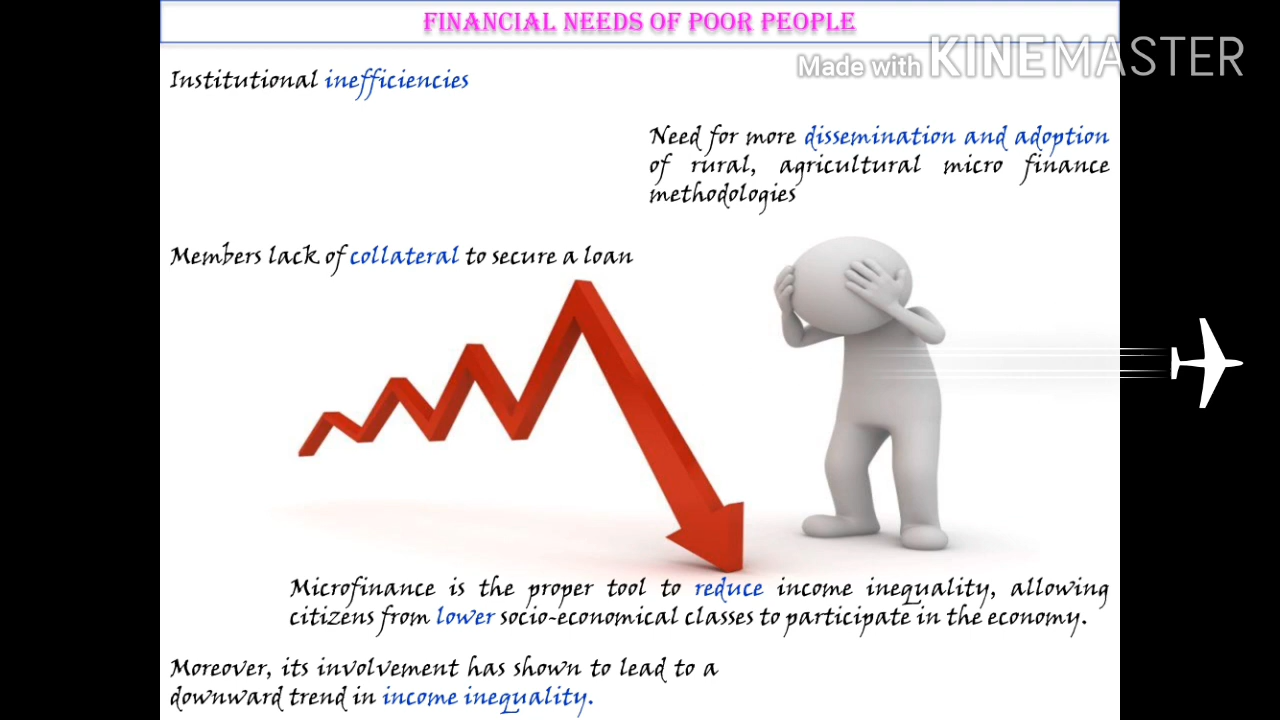 FINANCIAL NEEDS OF POOR PEOPLE
Made with KINEMASTER
Institutional inefficiencies
Need for more dissemination and adoption
of rural, agricultural micro finance
methodologies
Members lack of collateral to secure a loan
Microfinance is the proper tool to reduce income inequality, allowing
citizens from lower socio-economical classes to participate in the economy.
Moreover, its involvement has shown to lead to a
downward trend in income inequality.